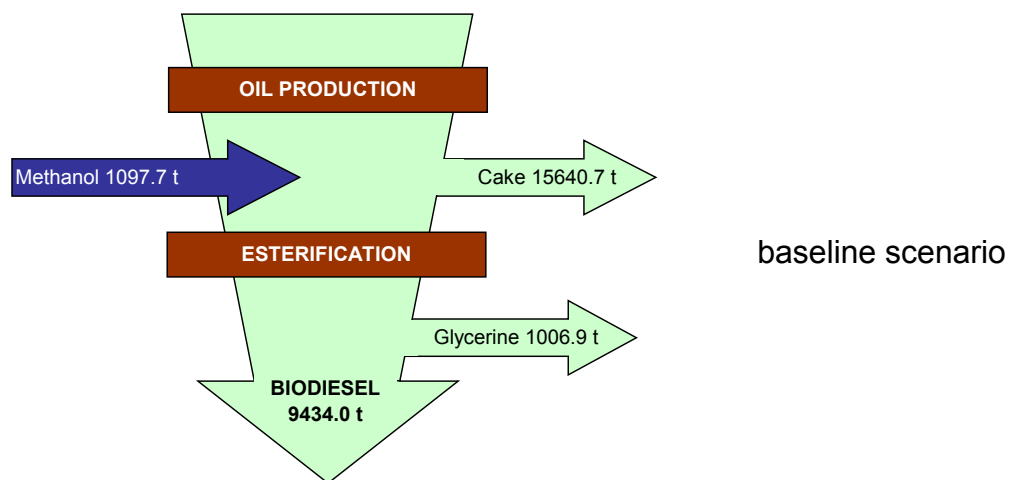 OIL PRODUCTION
Methanol 1097.7 t
Cake 15640.7 t
ESTERIFICATION
baseline scenario
Glycerine 1006.9 t
BIODIESEL
9434.0 t